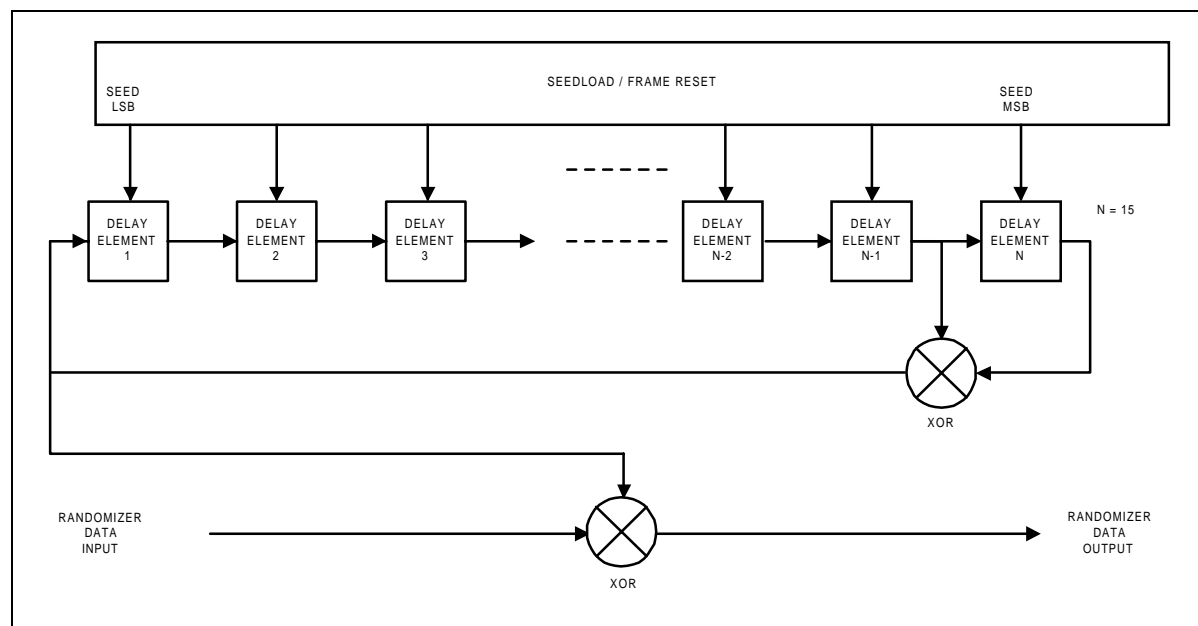 SEEDLOAD / FRAME RESET
SEED
LSB
SEED
MSB
DELAY
ELEMENT
1
DELAY
ELEMENT
2
DELAY
ELEMENT
3
DELAY
ELEMENT
N-2
DELAY
ELEMENT
N-1
DELAY
ELEMENT
N
N = 15
XOR
RANDOMIZER
DATA
INPUT
XOR
RANDOMIZER
DATA
OUTPUT